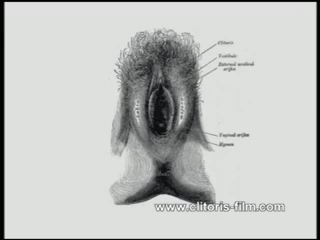 Clitoris
Vestibule
External urethral
orifice
Vaginal orifice
Hymen
www.clitoris-film.com